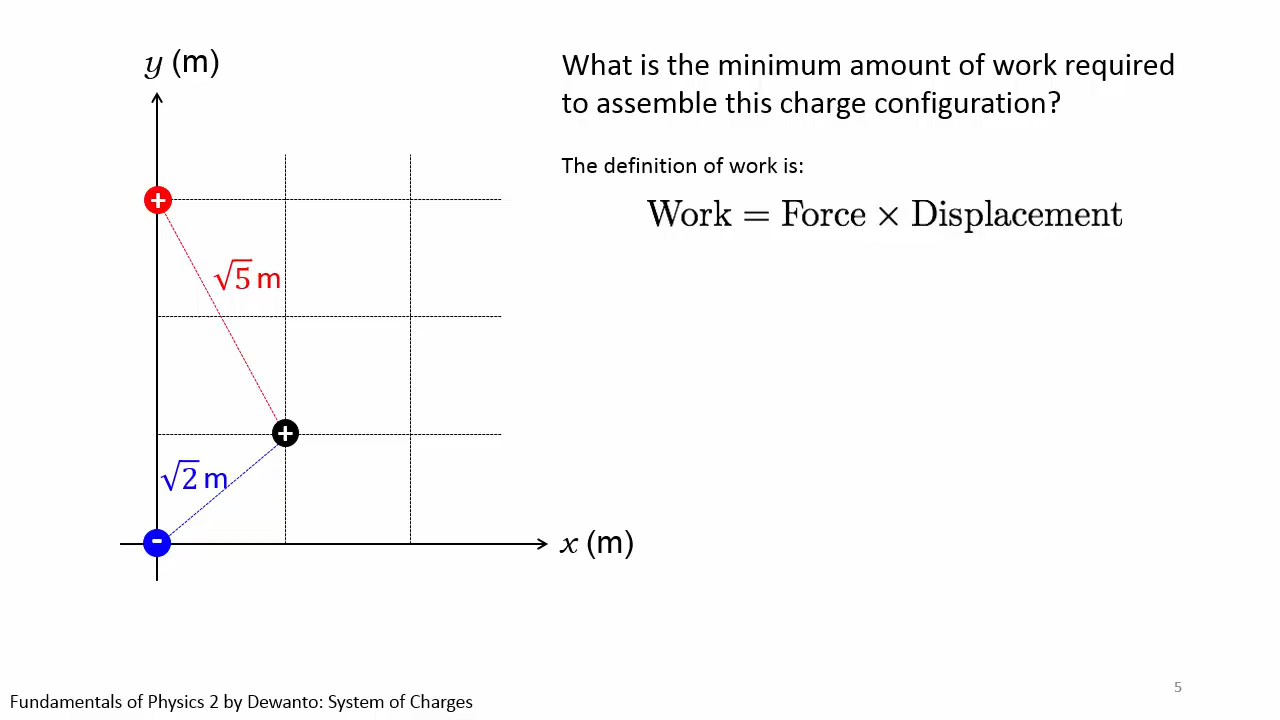 y (m)
What is the minimum amount of work required
to assemble this charge configuration?
The definition of work is:
Work = Force × Displacement
+
√5 m
+
√2 m
-
x (m)
5
Fundamentals of Physics 2 by Dewanto: System of Charges